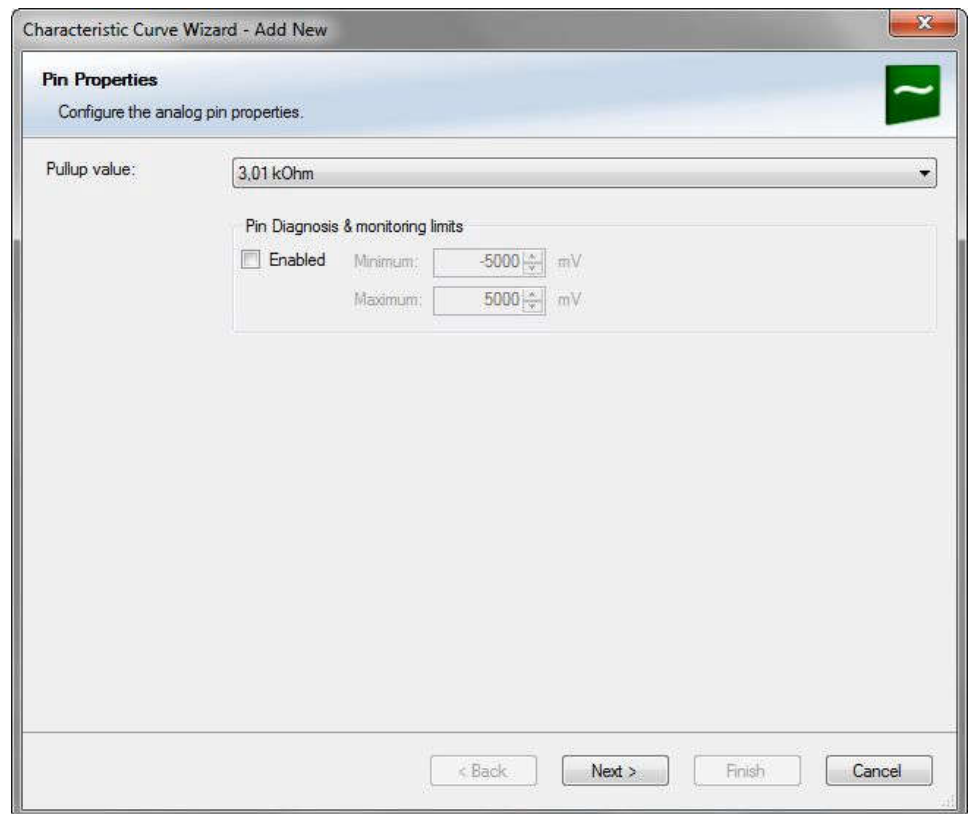 Characteristic Curve Wizard - Add New
Pin Properties
Configure the analog pin properties.
Pullup value: 3,01 kOhm
Pin Diagnosis & monitoring limits
Enabled Minimum: -5000 mV
Maximum: 5000 mV
< Back Next > Finish Cancel